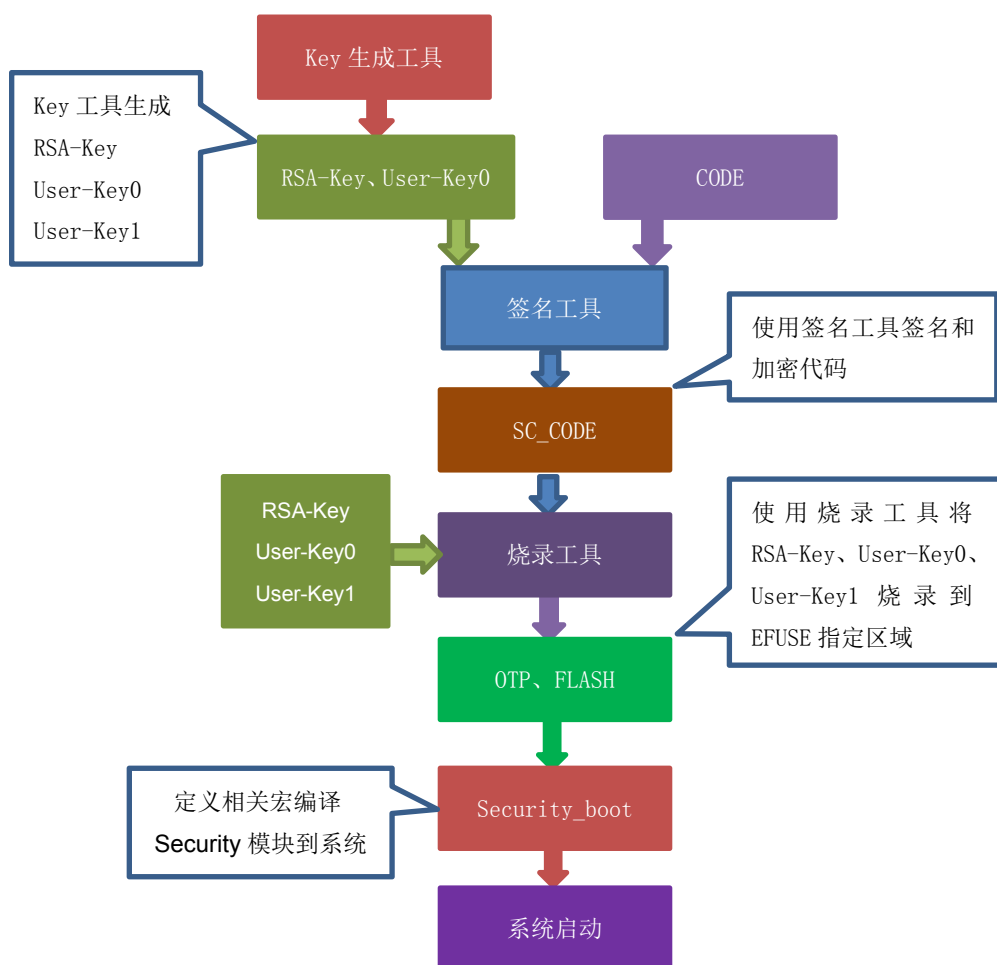 Key 生成工具
Key 工具生成
RSA-Key
User-Key0
User-Key1
RSA-Key、User-Key0
CODE
签名工具
使用签名工具签名和
加密代码
SC_CODE
RSA-Key
User-Key0
User-Key1
烧录工具
使用烧录工具将
RSA-Key、User-Key0、
User-Key1 烧录到
EFUSE 指定区域
OTP、FLASH
定义相关宏编译
Security 模块到系统
Security_boot
系统启动